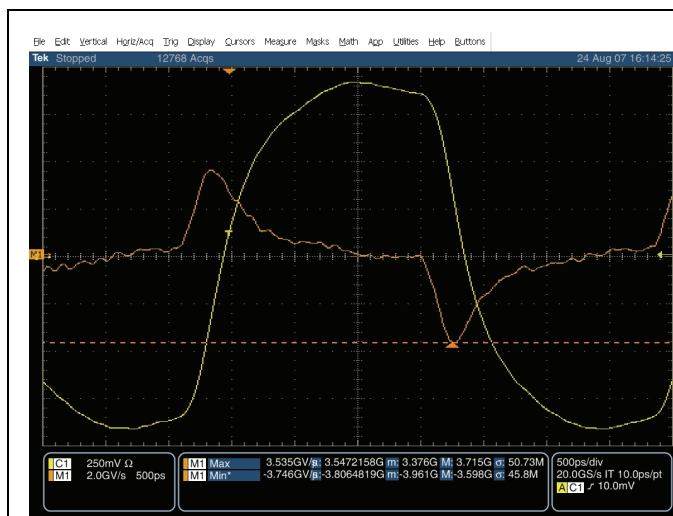 File Edit Vertical Horiz/Acq Trig Display Cursors Measure Masks Math App Utilities Help Buttons
Tek Stopped 12768 Acqs 24 Aug 07 16:14:25
M1
C1 250mV Ω
M1 2.0GV/s 500ps
M1 Max 3.535GV/s µ: 3.5472158G m: 3.376G M: 3.715G σ: 50.73M
M1 Min* -3.746GV/s µ: -3.8064819G m: -3.961G M: -3.598G σ: 45.8M
500ps/div
20.0GS/s IT 10.0ps/pt
A C1 ∕ 10.0mV